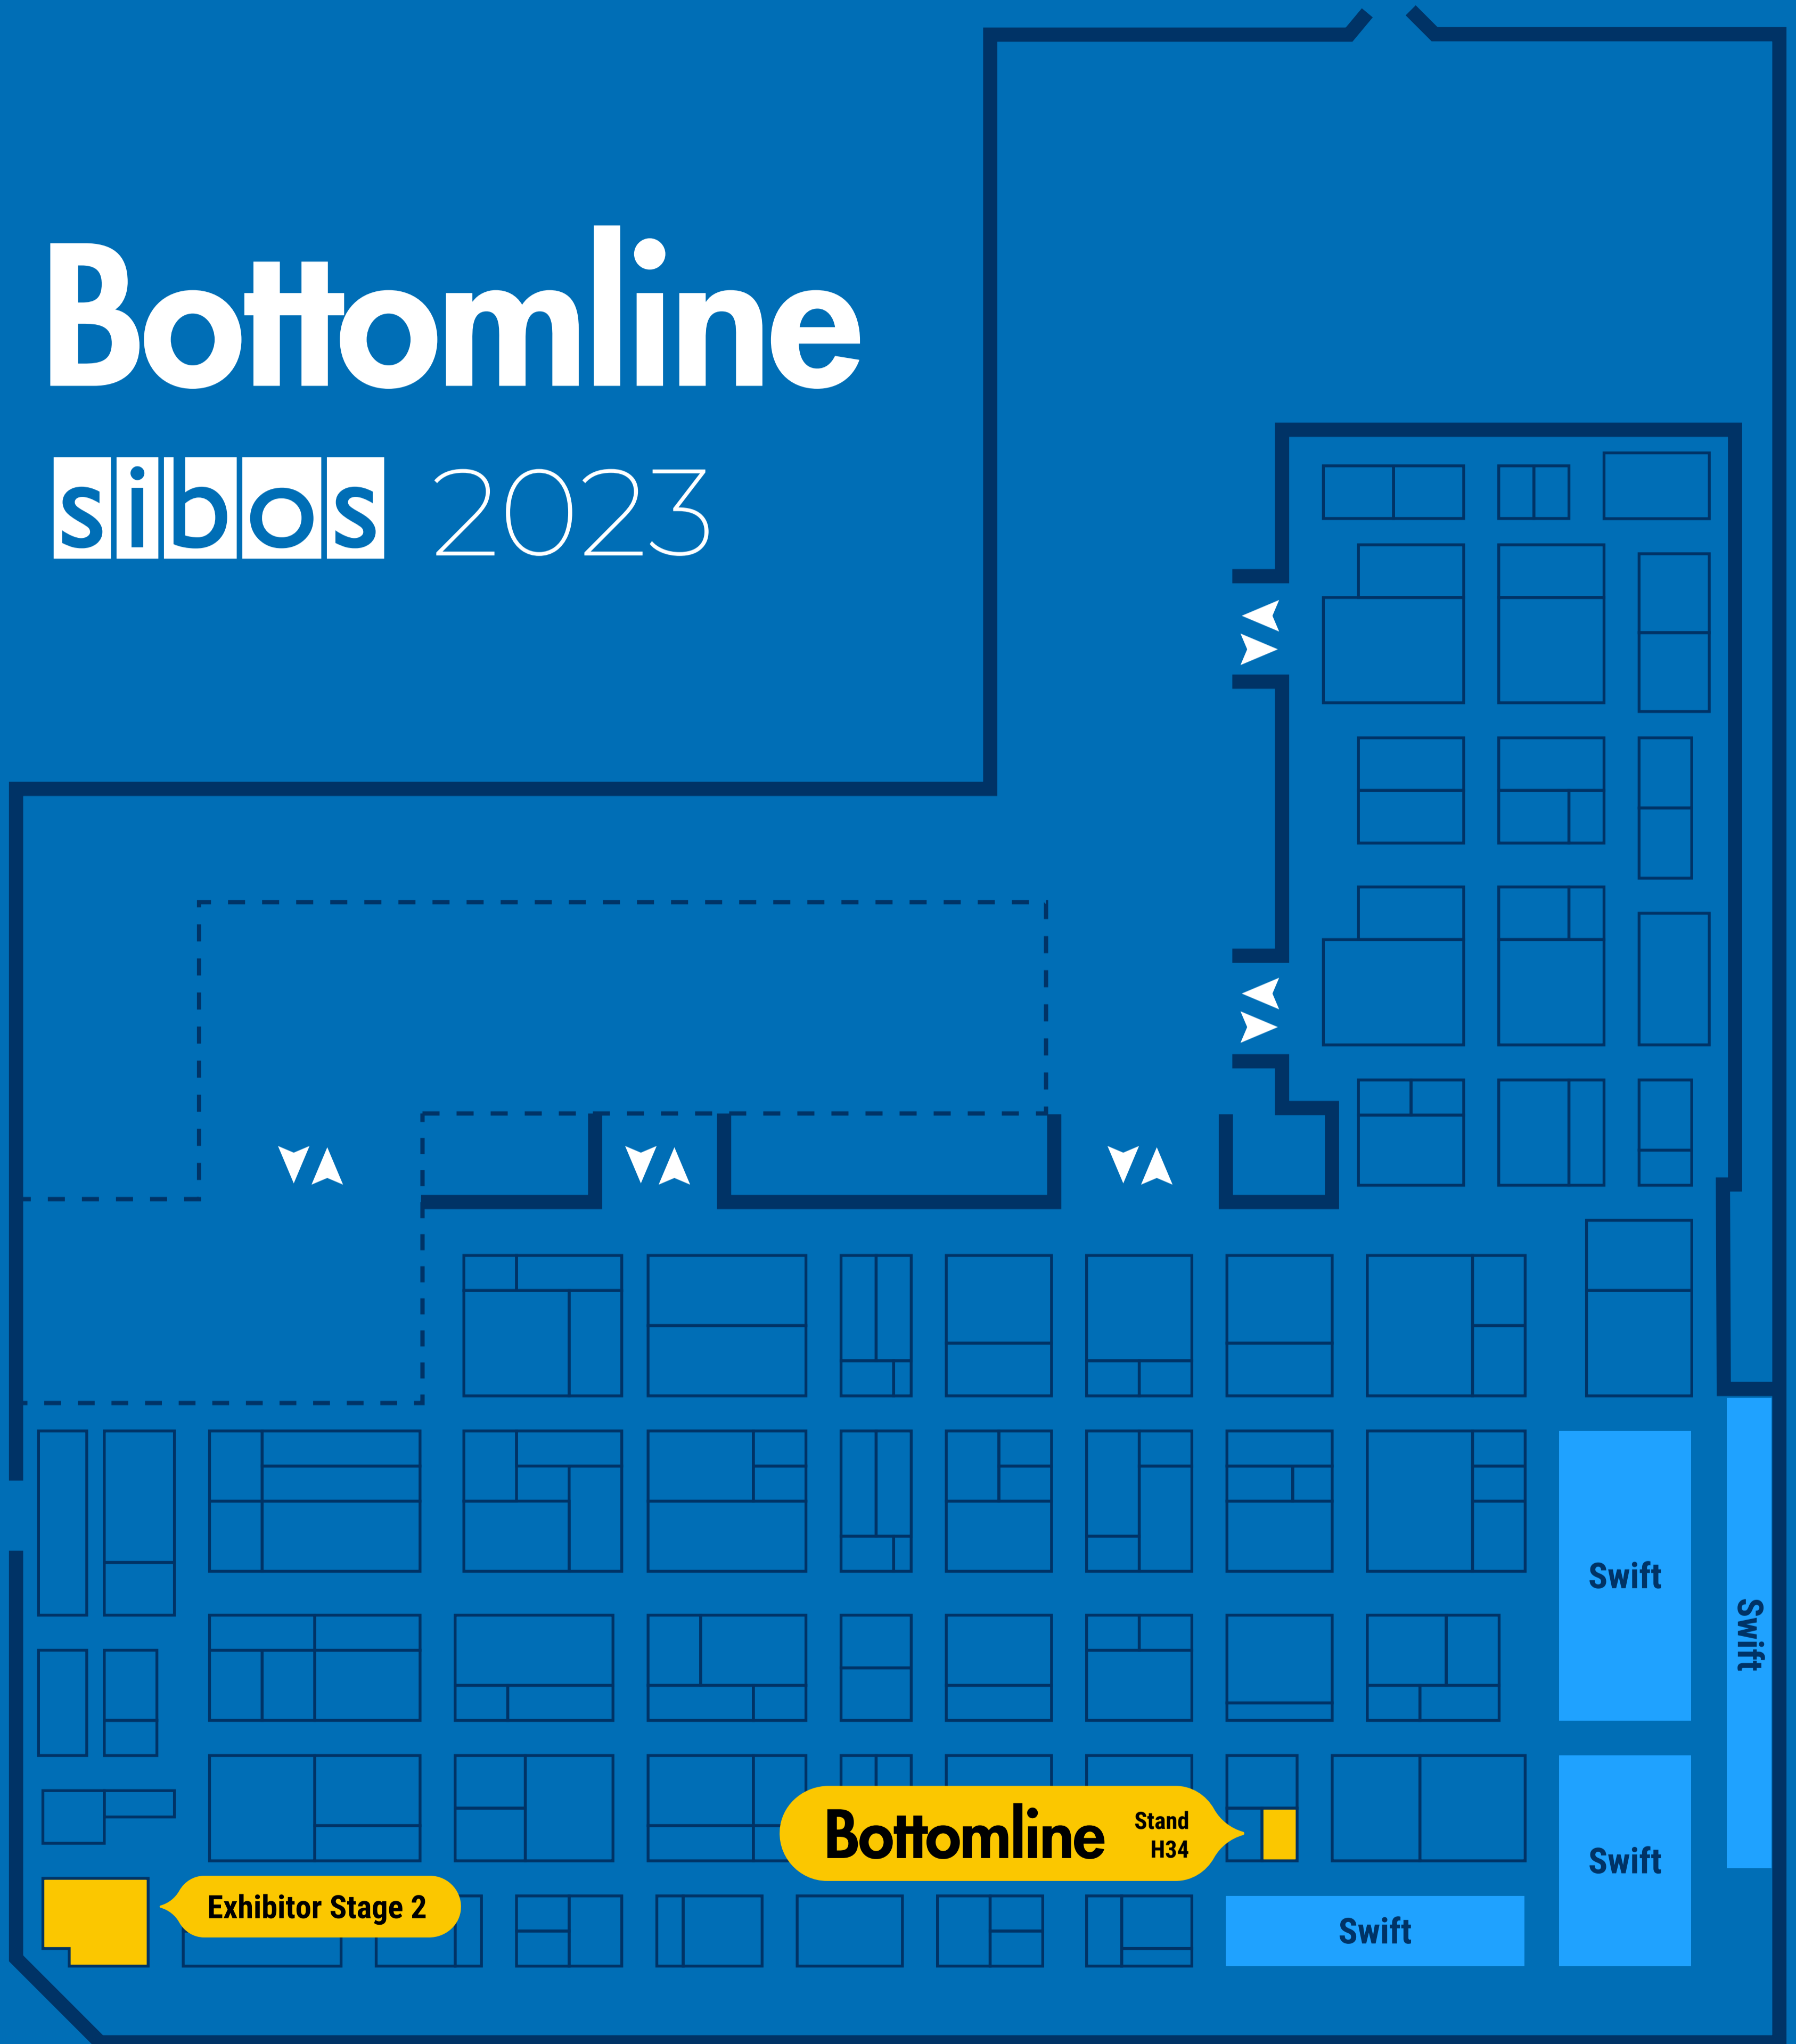 Bottomline
sibos 2023
Swift
Swift
Swift
Bottomline
Stand
H34
Exhibitor Stage 2
Swift